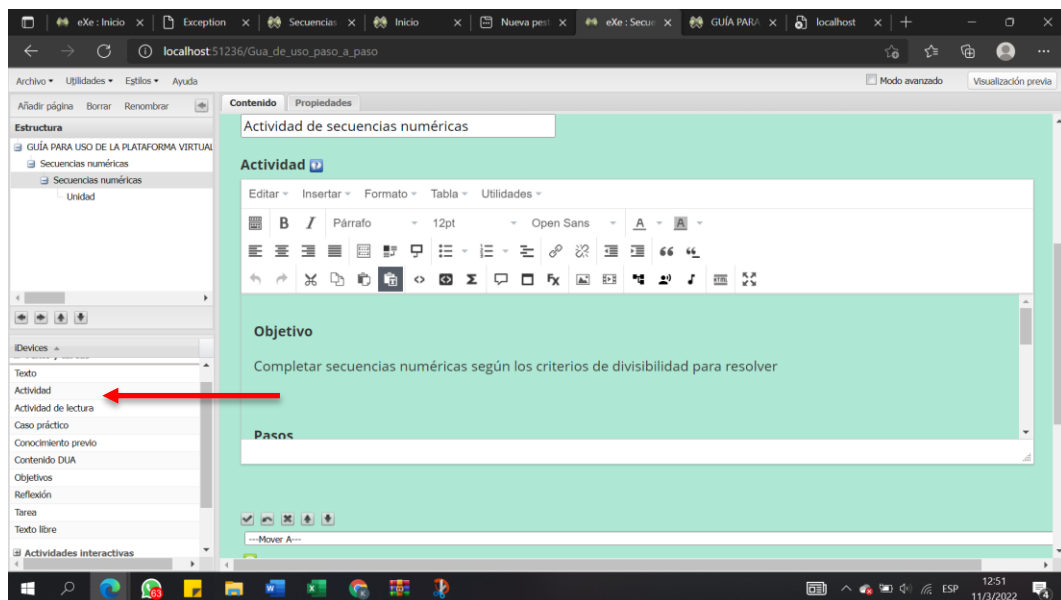 eXe : Inicio
Exception
Secuencias
Inicio
Nueva pest
eXe : Secue
GUÍA PARA
localhost
localhost:51236/Gua_de_uso_paso_a_paso
Archivo Utilidades Estilos Ayuda
Modo avanzado
Visualización previa
Añadir página Borrar Renombrar
Contenido Propiedades
Estructura
GUÍA PARA USO DE LA PLATAFORMA VIRTUAL
Secuencias numéricas
Secuencias numéricas
Unidad
Actividad de secuencias numéricas
Actividad
Editar Insertar Formato Tabla Utilidades
B I Párrafo 12pt Open Sans A A
Objetivo
Completar secuencias numéricas según los criterios de divisibilidad para resolver
Pasos
iDevices
Texto
Actividad
Actividad de lectura
Caso práctico
Conocimiento previo
Contenido DUA
Objetivos
Reflexión
Tarea
Texto libre
Actividades interactivas
---Mover A---
63
ESP
12:51
11/3/2022
4